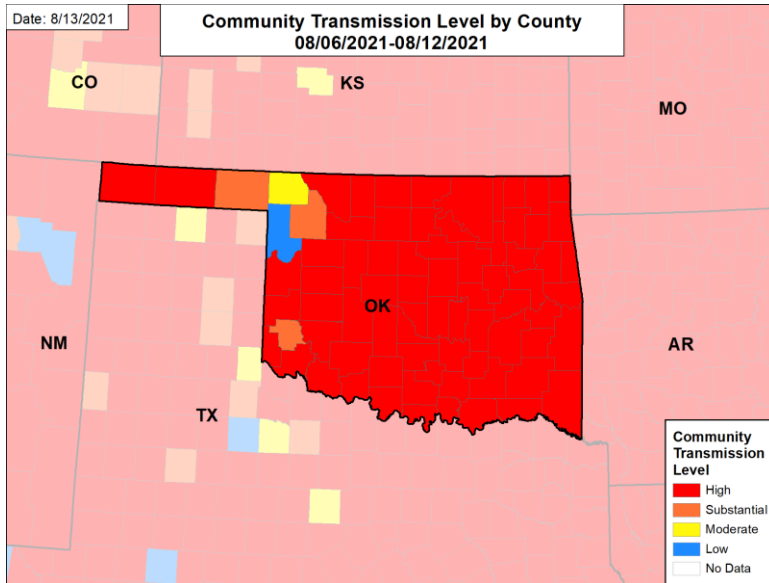 Date: 8/13/2021
Community Transmission Level by County
08/06/2021-08/12/2021
CO
KS
MO
OK
NM
AR
TX
Community
Transmission
Level
High
Substantial
Moderate
Low
No Data